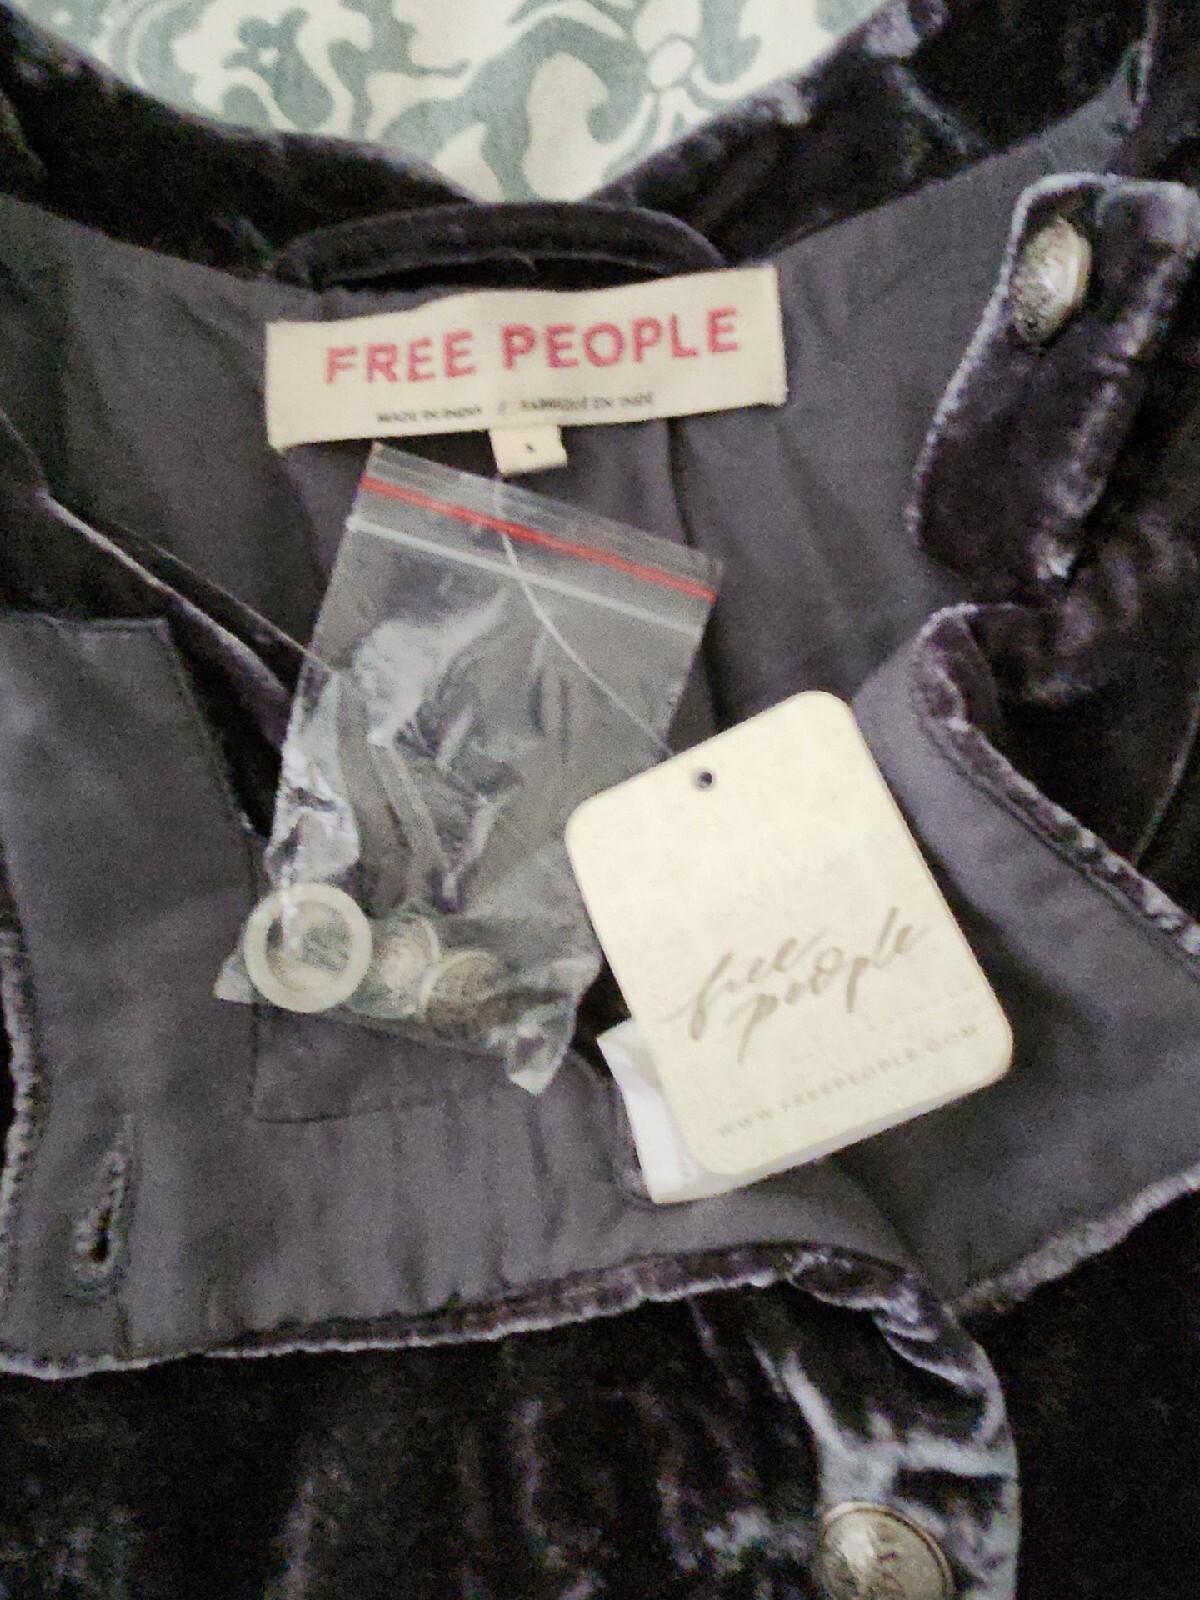 FREE PEOPLE
MADE IN INDIA / FABRIQUÉ EN INDE
free
people
WWW.FREEPEOPLE.COM